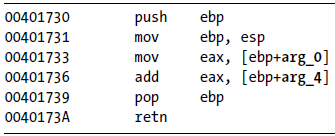 00401730 push ebp
00401731 mov ebp, esp
00401733 mov eax, [ebp+arg_0]
00401736 add eax, [ebp+arg_4]
00401739 pop ebp
0040173A retn